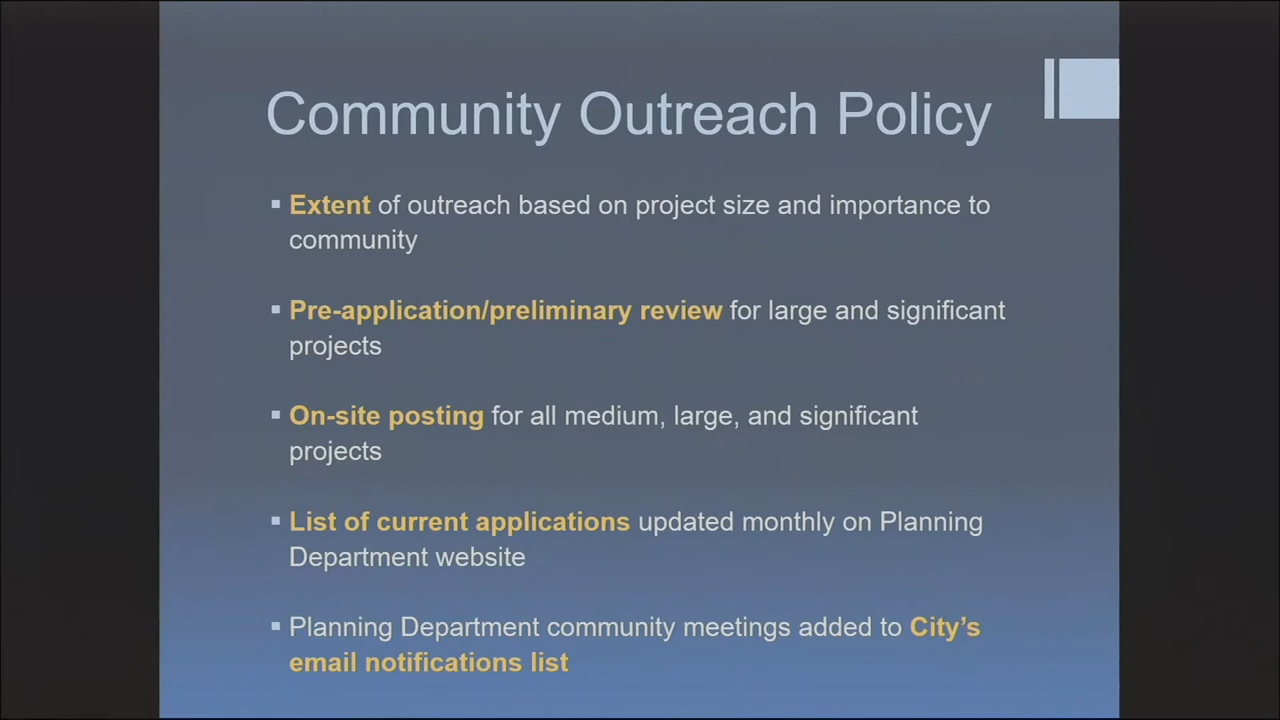 Community Outreach Policy
▪ Extent of outreach based on project size and importance to
community
▪ Pre-application/preliminary review for large and significant
projects
▪ On-site posting for all medium, large, and significant
projects
▪ List of current applications updated monthly on Planning
Department website
▪ Planning Department community meetings added to City’s
email notifications list